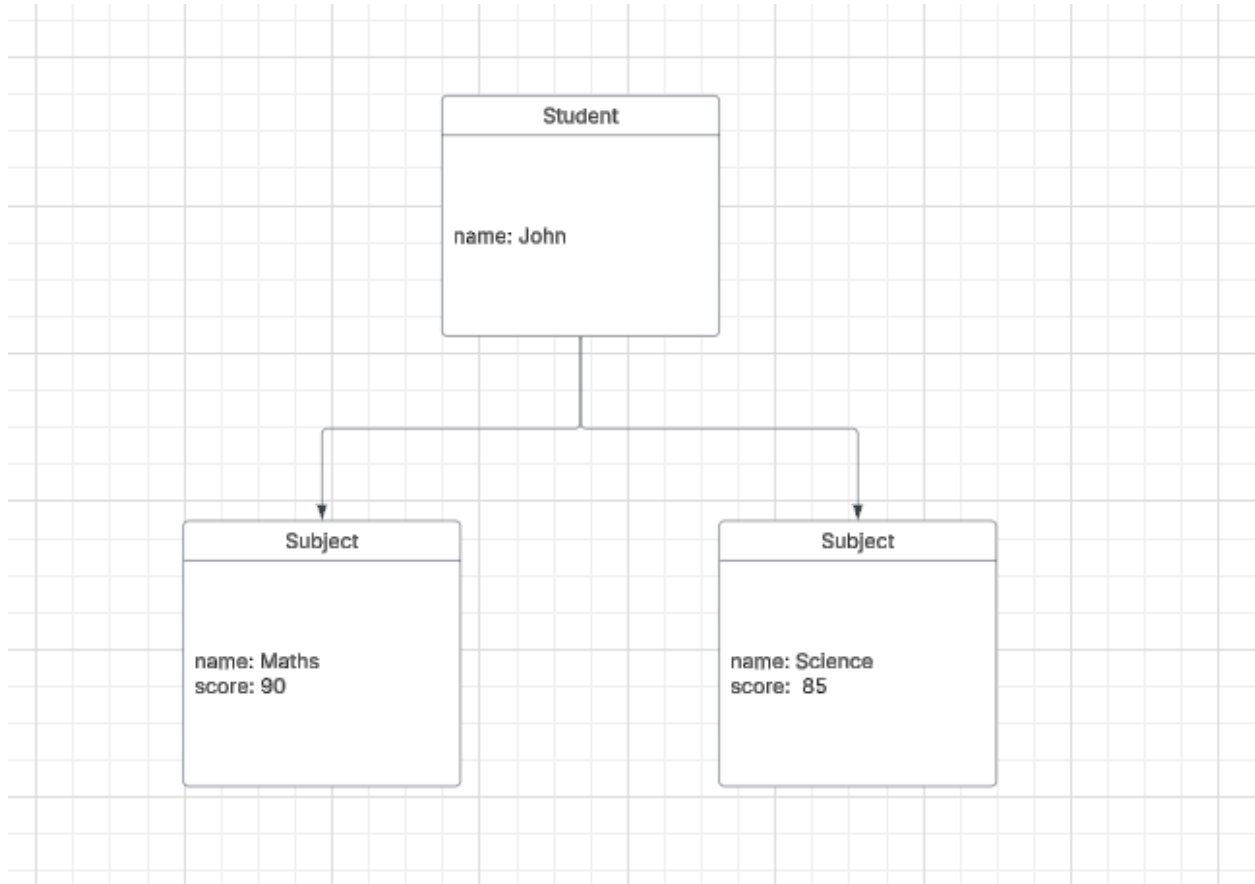 Student
name: John
Subject
name: Maths
score: 90
Subject
name: Science
score:  85